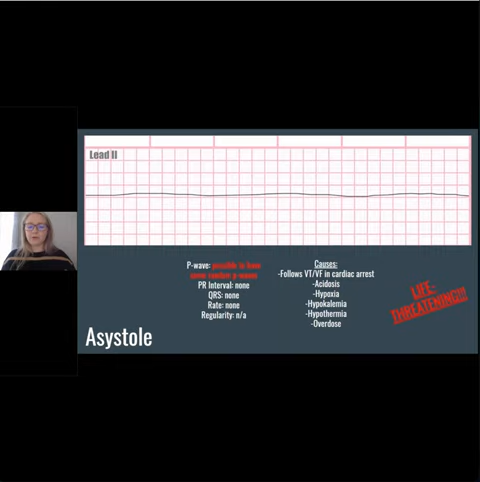 Lead II
P-wave: possible to have
some random p-waves
PR Interval: none
QRS: none
Rate: none
Regularity: n/a
Causes:
-Follows VT/VF in cardiac arrest
-Acidosis
-Hypoxia
-Hypokalemia
-Hypothermia
-Overdose
LIFE-
THREATENING!!!
Asystole